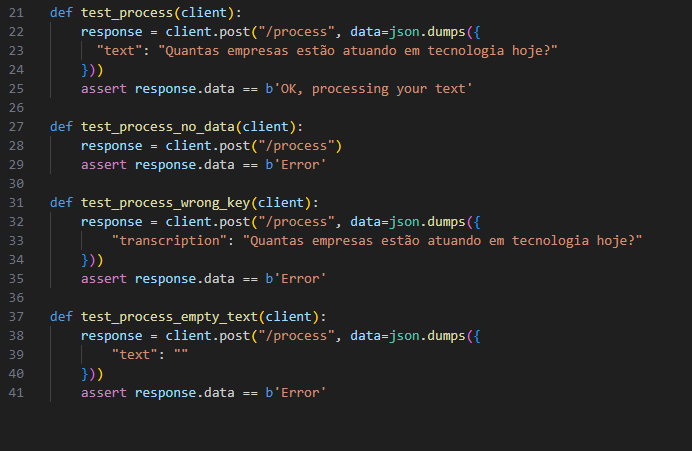 21 def test_process(client):
22     response = client.post("/process", data=json.dumps({
23       "text": "Quantas empresas estão atuando em tecnologia hoje?"
24     }))
25     assert response.data == b'OK, processing your text'
26
27 def test_process_no_data(client):
28     response = client.post("/process")
29     assert response.data == b'Error'
30
31 def test_process_wrong_key(client):
32     response = client.post("/process", data=json.dumps({
33         "transcription": "Quantas empresas estão atuando em tecnologia hoje?"
34     }))
35     assert response.data == b'Error'
36
37 def test_process_empty_text(client):
38     response = client.post("/process", data=json.dumps({
39         "text": ""
40     }))
41     assert response.data == b'Error'